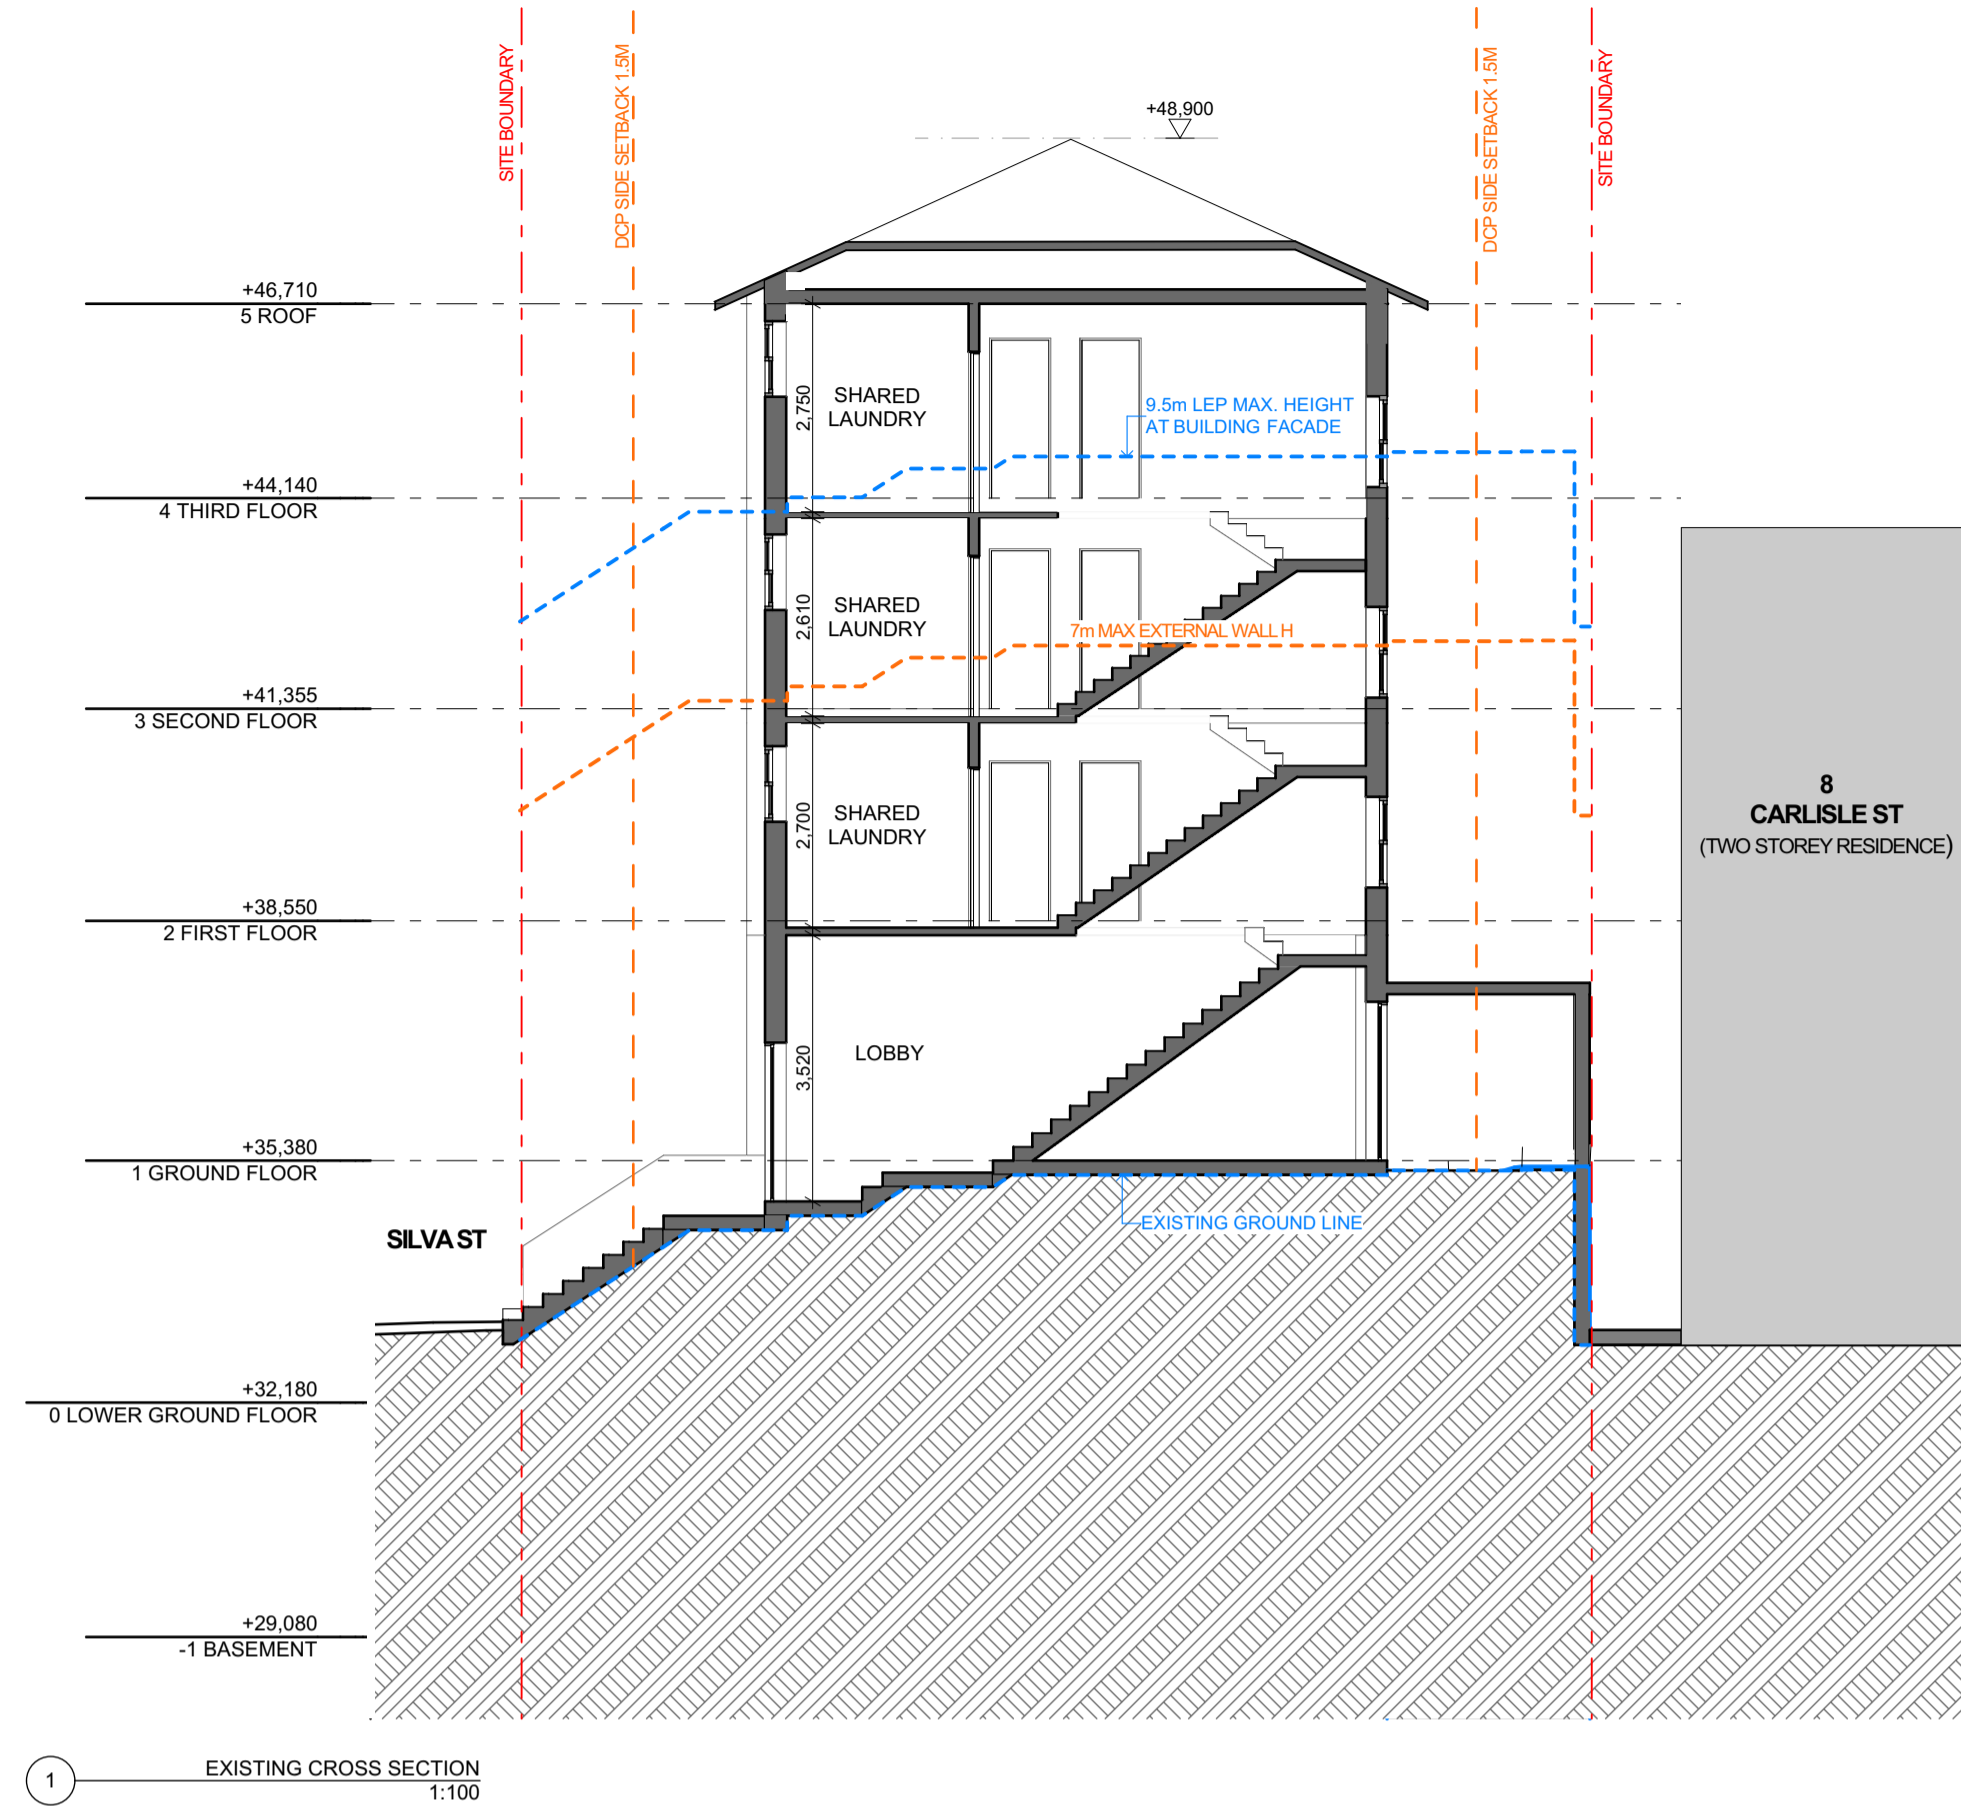 SITE BOUNDARY
DCP SIDE SETBACK 1.5M
DCP SIDE SETBACK 1.5M
SITE BOUNDARY
+48,900
+46,710
5 ROOF
2,750
SHARED
LAUNDRY
9.5m LEP MAX. HEIGHT
AT BUILDING FACADE
+44,140
4 THIRD FLOOR
2,610
SHARED
LAUNDRY
7m MAX EXTERNAL WALL H
+41,355
3 SECOND FLOOR
2,700
SHARED
LAUNDRY
8
CARLISLE ST
(TWO STOREY RESIDENCE)
+38,550
2 FIRST FLOOR
3,520
LOBBY
+35,380
1 GROUND FLOOR
SILVA ST
EXISTING GROUND LINE
+32,180
0 LOWER GROUND FLOOR
+29,080
-1 BASEMENT
1
EXISTING CROSS SECTION
1:100